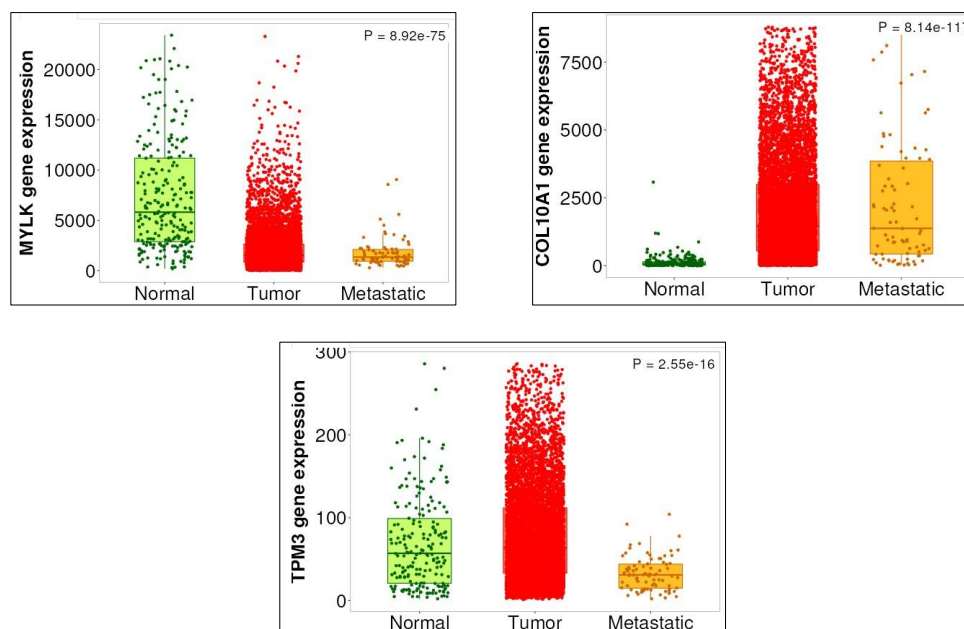 P = 8.92e-75
MYLK gene expression
20000
15000
10000
5000
0
Normal Tumor Metastatic
P = 8.14e-117
COL10A1 gene expression
7500
5000
2500
0
Normal Tumor Metastatic
P = 2.55e-16
TPM3 gene expression
300
200
100
0
Normal Tumor Metastatic